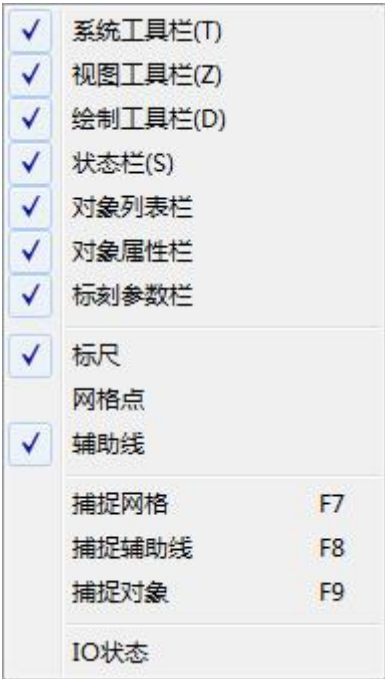 系统工具栏(T)
视图工具栏(Z)
绘制工具栏(D)
状态栏(S)
对象列表栏
对象属性栏
标刻参数栏
标尺
网格点
辅助线
捕捉网格 F7
捕捉辅助线 F8
捕捉对象 F9
IO状态